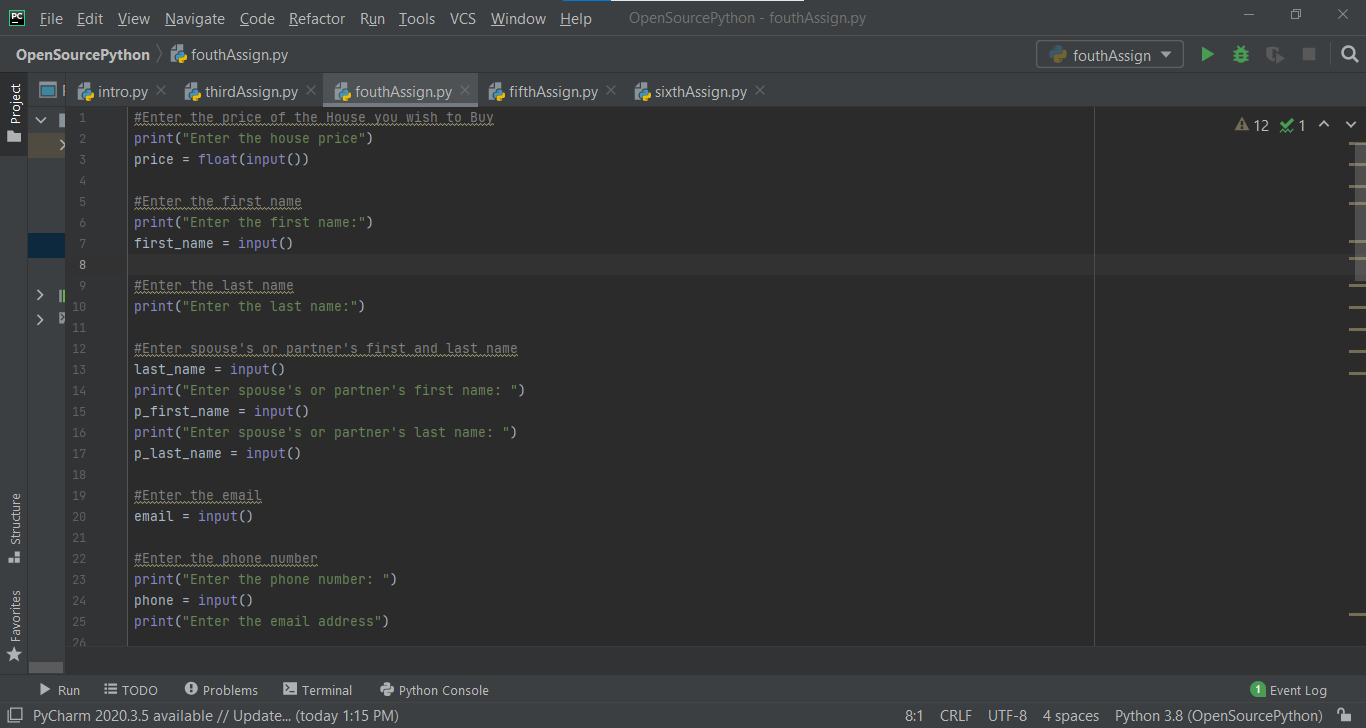 PC File Edit View Navigate Code Refactor Run Tools VCS Window Help OpenSourcePython - fouthAssign.py
OpenSourcePython fouthAssign.py fouthAssign
Project
intro.py thirdAssign.py fouthAssign.py fifthAssign.py sixthAssign.py
12 1
1 #Enter the price of the House you wish to Buy
2 print("Enter the house price")
3 price = float(input())
4
5 #Enter the first name
6 print("Enter the first name:")
7 first_name = input()
8
9 #Enter the last name
10 print("Enter the last name:")
11
12 #Enter spouse's or partner's first and last name
13 last_name = input()
14 print("Enter spouse's or partner's first name: ")
15 p_first_name = input()
16 print("Enter spouse's or partner's last name: ")
17 p_last_name = input()
18
19 #Enter the email
20 email = input()
21
22 #Enter the phone number
23 print("Enter the phone number: ")
24 phone = input()
25 print("Enter the email address")
26
Structure
Favorites
Run TODO Problems Terminal Python Console 1 Event Log
PyCharm 2020.3.5 available // Update... (today 1:15 PM) 8:1 CRLF UTF-8 4 spaces Python 3.8 (OpenSourcePython)